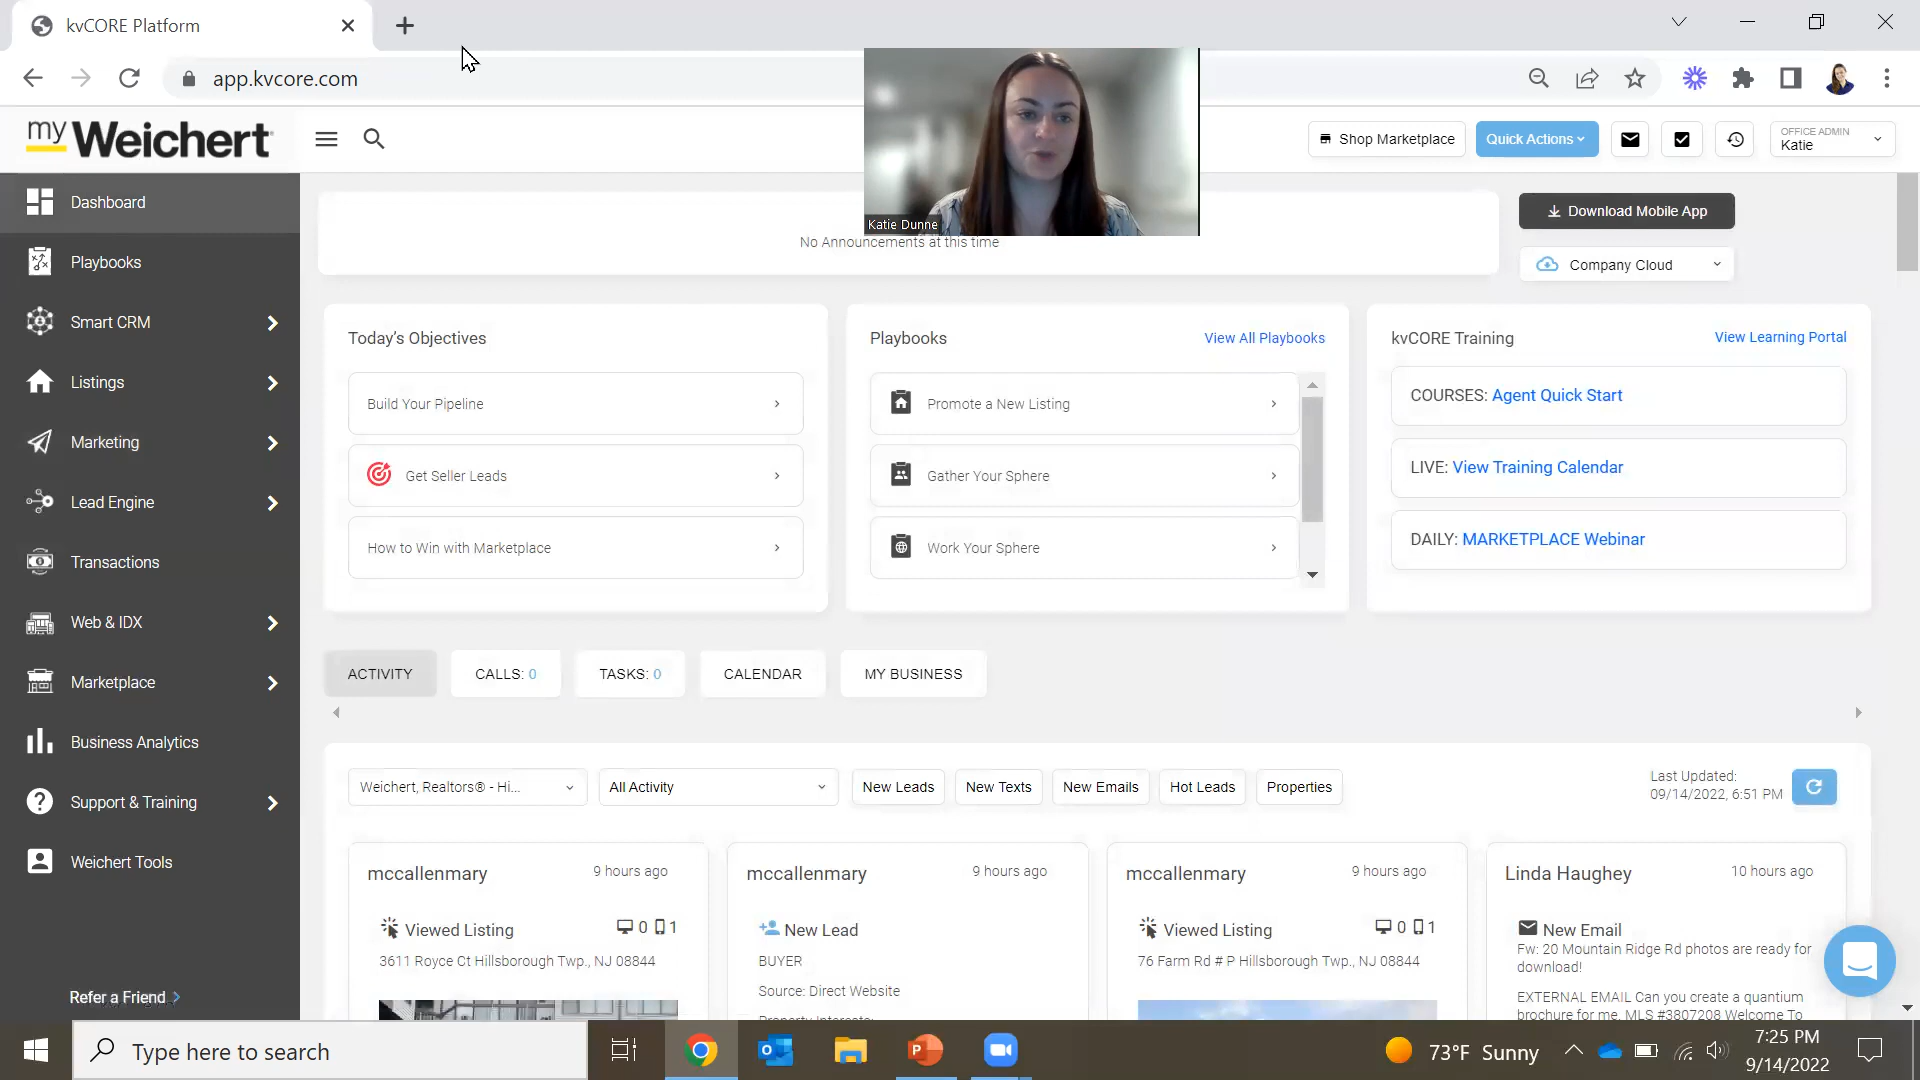 kvCORE Platform
app.kvcore.com
my Weichert
Shop Marketplace
Quick Actions
OFFICE ADMIN
Katie
Katie Dunne
Dashboard
Playbooks
Smart CRM
Listings
Marketing
Lead Engine
Transactions
Web & IDX
Marketplace
Business Analytics
Support & Training
Weichert Tools
Refer a Friend
No Announcements at this time
Download Mobile App
Company Cloud
Today's Objectives
Build Your Pipeline
Get Seller Leads
How to Win with Marketplace
Playbooks
View All Playbooks
Promote a New Listing
Gather Your Sphere
Work Your Sphere
kvCORE Training
View Learning Portal
COURSES: Agent Quick Start
LIVE: View Training Calendar
DAILY: MARKETPLACE Webinar
ACTIVITY
CALLS: 0
TASKS: 0
CALENDAR
MY BUSINESS
Weichert, Realtors® - Hi...
All Activity
New Leads
New Texts
New Emails
Hot Leads
Properties
Last Updated:
09/14/2022, 6:51 PM
mccallenmary
9 hours ago
Viewed Listing
0 1
3611 Royce Ct Hillsborough Twp., NJ 08844
mccallenmary
9 hours ago
New Lead
BUYER
Source: Direct Website
Property Interests:
mccallenmary
9 hours ago
Viewed Listing
0 1
76 Farm Rd # P Hillsborough Twp., NJ 08844
Linda Haughey
10 hours ago
New Email
Fw: 20 Mountain Ridge Rd photos are ready for
download!
EXTERNAL EMAIL Can you create a quantium
brochure for me. MLS #3807208 Welcome To
Type here to search
73°F Sunny
7:25 PM
9/14/2022